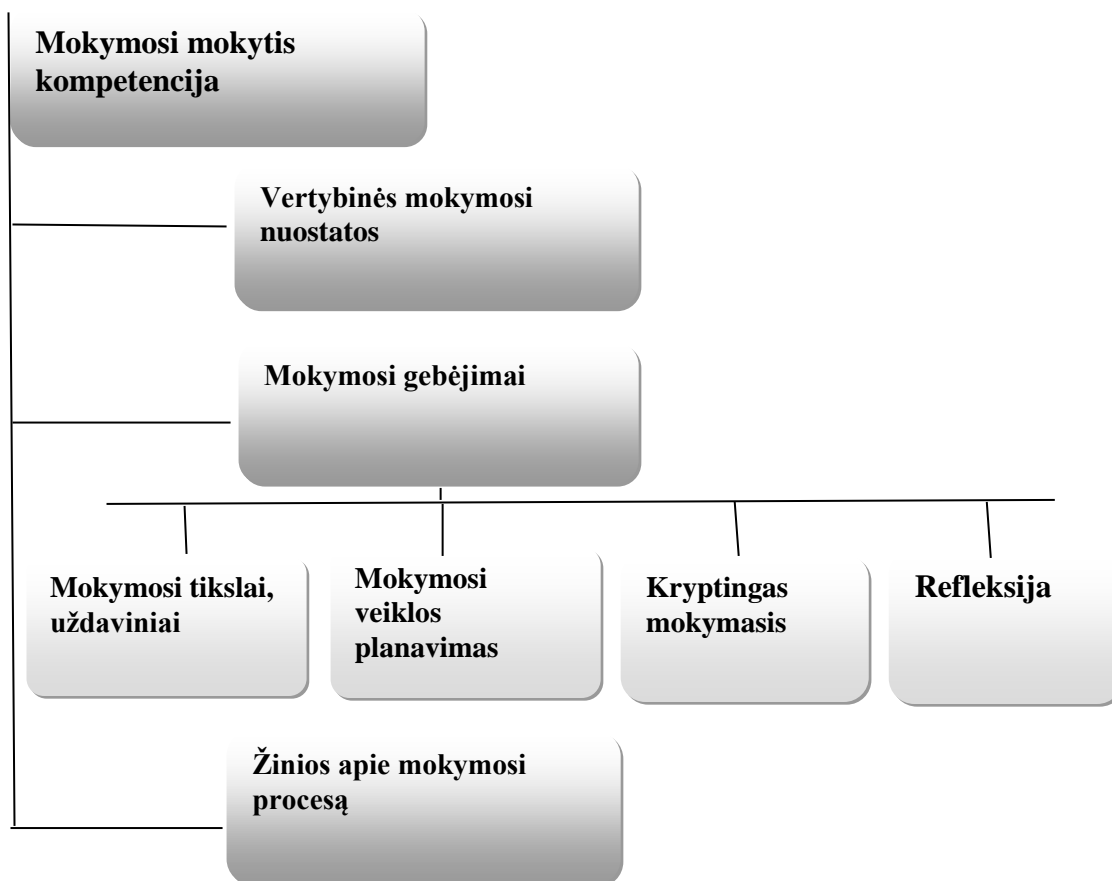 Mokymosi mokytis
kompetencija
Vertybinės mokymosi
nuostatos
Mokymosi gebėjimai
Mokymosi tikslai,
uždaviniai
Mokymosi
veiklos
planavimas
Kryptingas
mokymasis
Refleksija
Žinios apie mokymosi
procesą